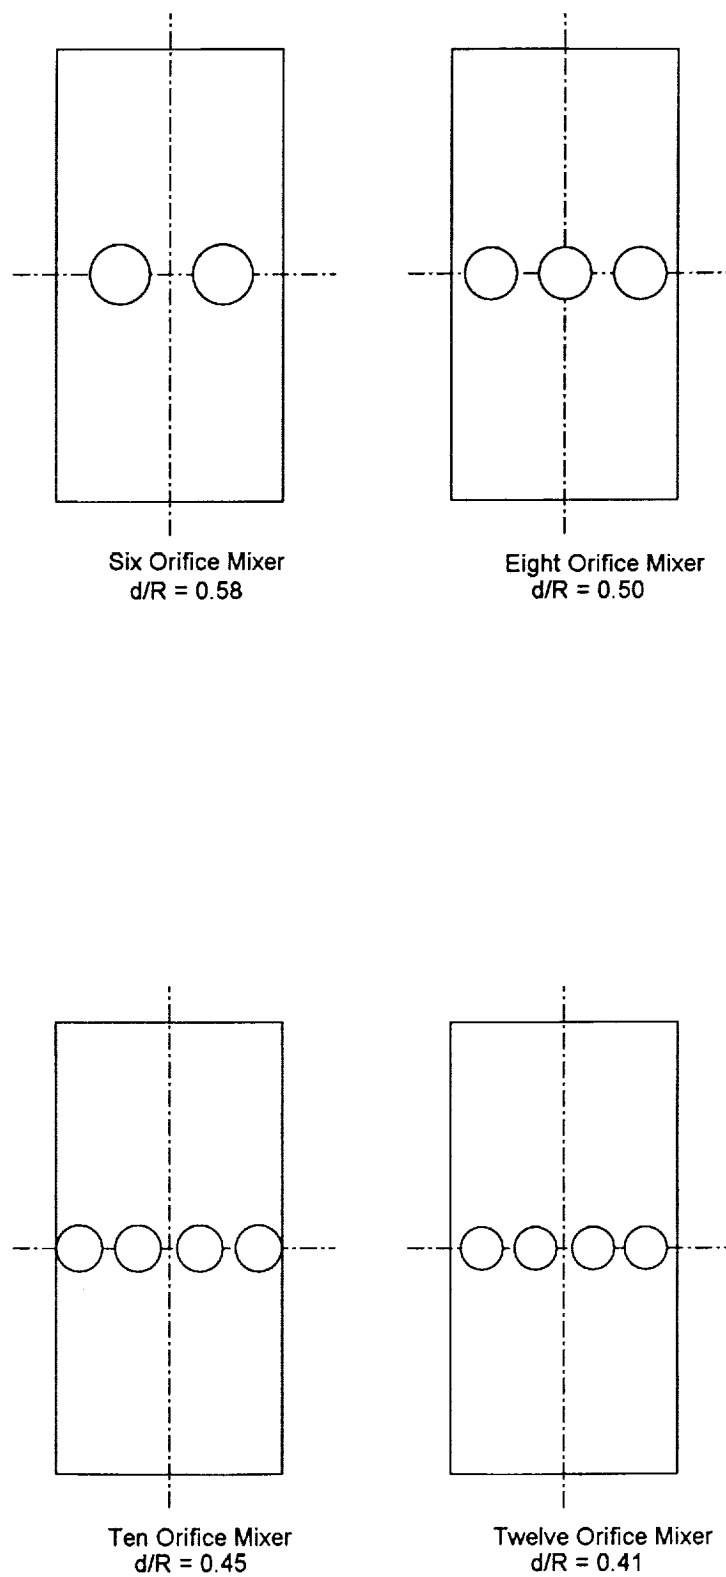 Six Orifice Mixer
d/R = 0.58
Eight Orifice Mixer
d/R = 0.50
Ten Orifice Mixer
d/R = 0.45
Twelve Orifice Mixer
d/R = 0.41